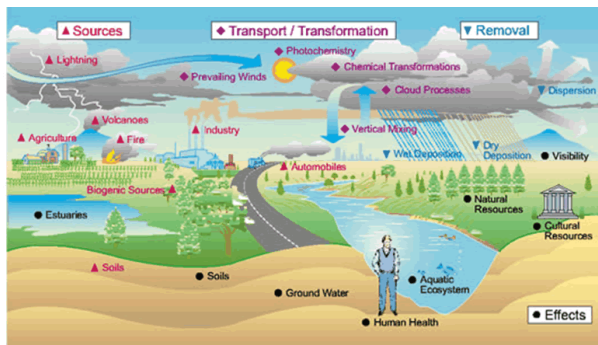 Sources
Transport / Transformation
Removal
Lightning
Photochemistry
Prevailing Winds
Chemical Transformations
Cloud Processes
Dispersion
Volcanoes
Agriculture
Fire
Industry
Vertical Mixing
Wet Deposition
Dry
Deposition
Visibility
Automobiles
Biogenic Sources
Natural
Resources
Estuaries
Cultural
Resources
Soils
Soils
Aquatic
Ecosystem
Ground Water
Human Health
Effects